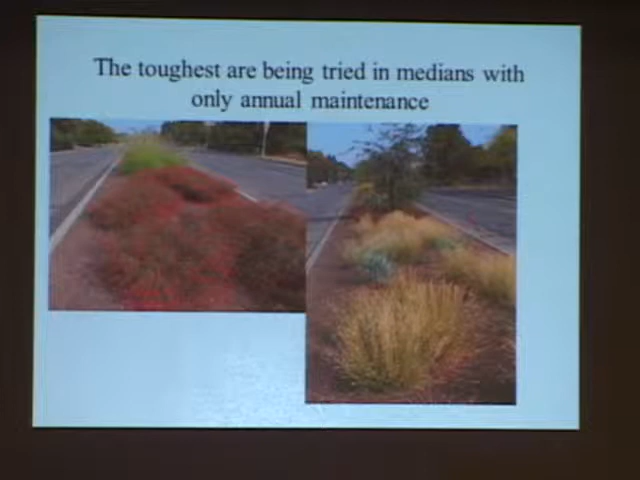 The toughest are being tried in medians with
only annual maintenance